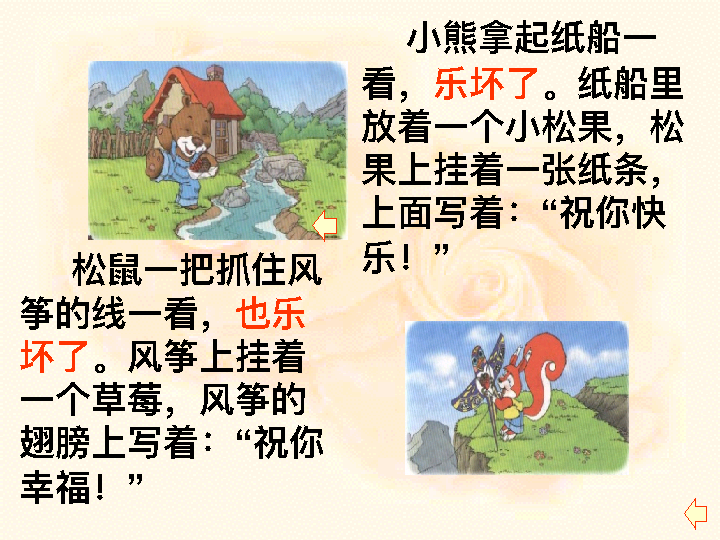 小熊拿起纸船一
看，乐坏了。纸船里
放着一个小松果，松
果上挂着一张纸条，
上面写着：“祝你快
乐！”
松鼠一把抓住风
筝的线一看，也乐
坏了。风筝上挂着
一个草莓，风筝的
翅膀上写着：“祝你
幸福！”